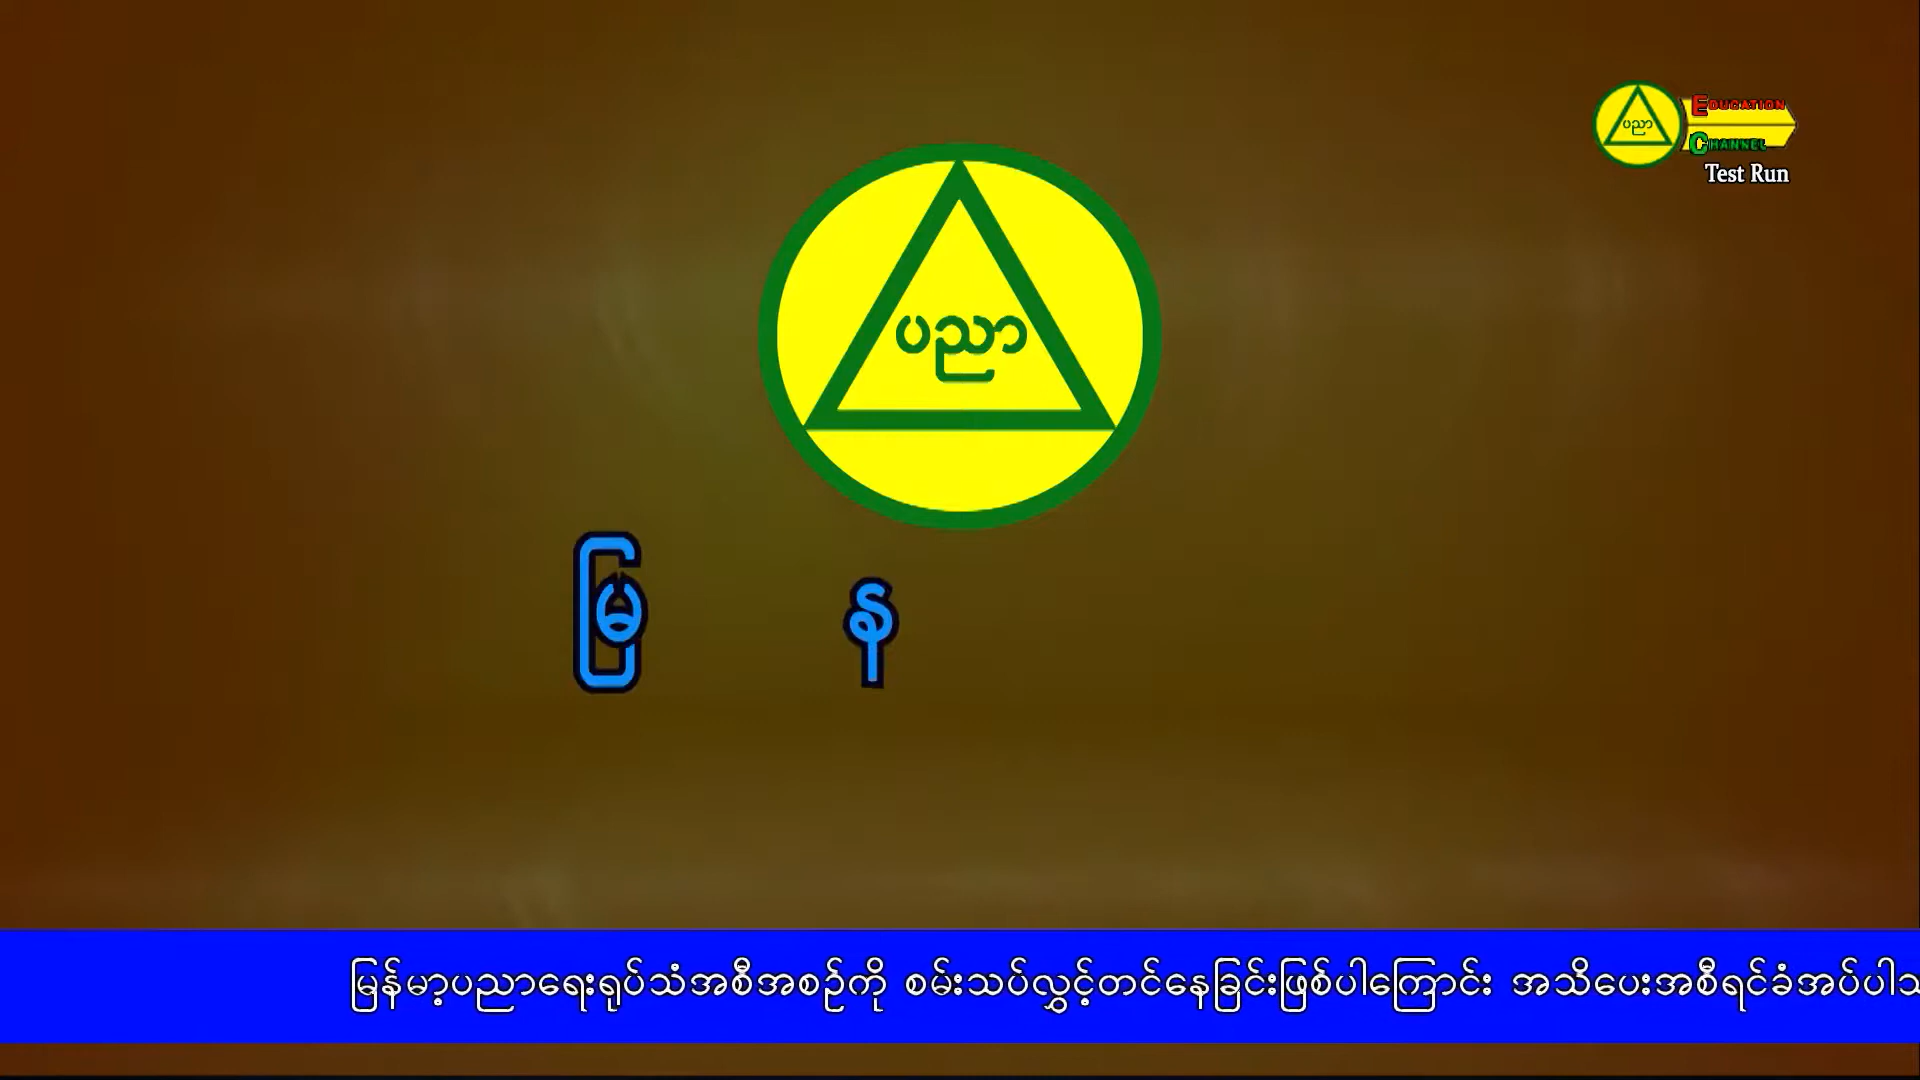 ပညာ
EDUCATION
CHANNEL
Test Run
ပညာ
မြ န
မြန်မာ့ပညာရေးရုပ်သံအစီအစဉ်ကို စမ်းသပ်လွှင့်တင်နေခြင်းဖြစ်ပါကြောင်း အသိပေးအစီရင်ခံအပ်ပါသ